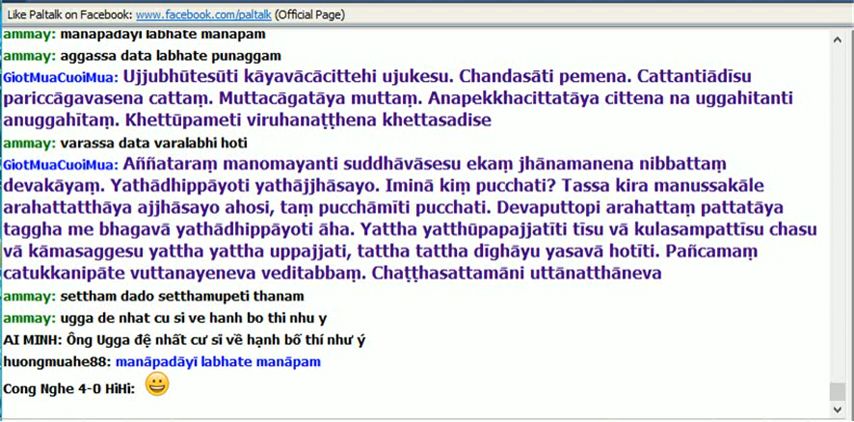 Like Paltalk on Facebook: www.facebook.com/paltalk (Official Page)
ammay: manapadayi labhate manapam
ammay: aggassa data labhate punaggam
GiotMuaCuoiMua: Ujjubhūtesūti kāyavācācittehi ujukesu. Chandasāti pemena. Cattantiādīsu
pariccāgavasena cattaṃ. Muttacāgatāya muttaṃ. Anapekkhacittatāya cittena na uggahitanti
anuggahītaṃ. Khettūpameti viruhanaṭṭhena khettasadise
ammay: varassa data varalabhi hoti
GiotMuaCuoiMua: Aññataraṃ manomayanti suddhāvāsesu ekaṃ jhānamanena nibbattaṃ
devakāyaṃ. Yathādhippāyoti yathājjhāsayo. Iminā kiṃ pucchati? Tassa kira manussakāle
arahattatthāya ajjhāsayo ahosi, taṃ pucchāmīti pucchati. Devaputtopi arahattaṃ pattatāya
taggha me bhagavā yathādhippāyoti āha. Yattha yatthūpapajjatīti tīsu vā kulasampattīsu chasu
vā kāmasaggesu yattha yattha uppajjati, tattha tattha dīghāyu yasavā hotīti. Pañcamaṃ
catukkanipāte vuttanayeneva veditabbaṃ. Chaṭṭhasattamāni uttānatthāneva
ammay: settham dado setthamupeti thanam
ammay: ugga de nhat cu si ve hanh bo thi nhu y
AI MINH: Ông Ugga đệ nhất cư sĩ về hạnh bố thí như ý
huongmuahe88: manāpadāyī labhate manāpam
Cong Nghe 4-0 HiHi: